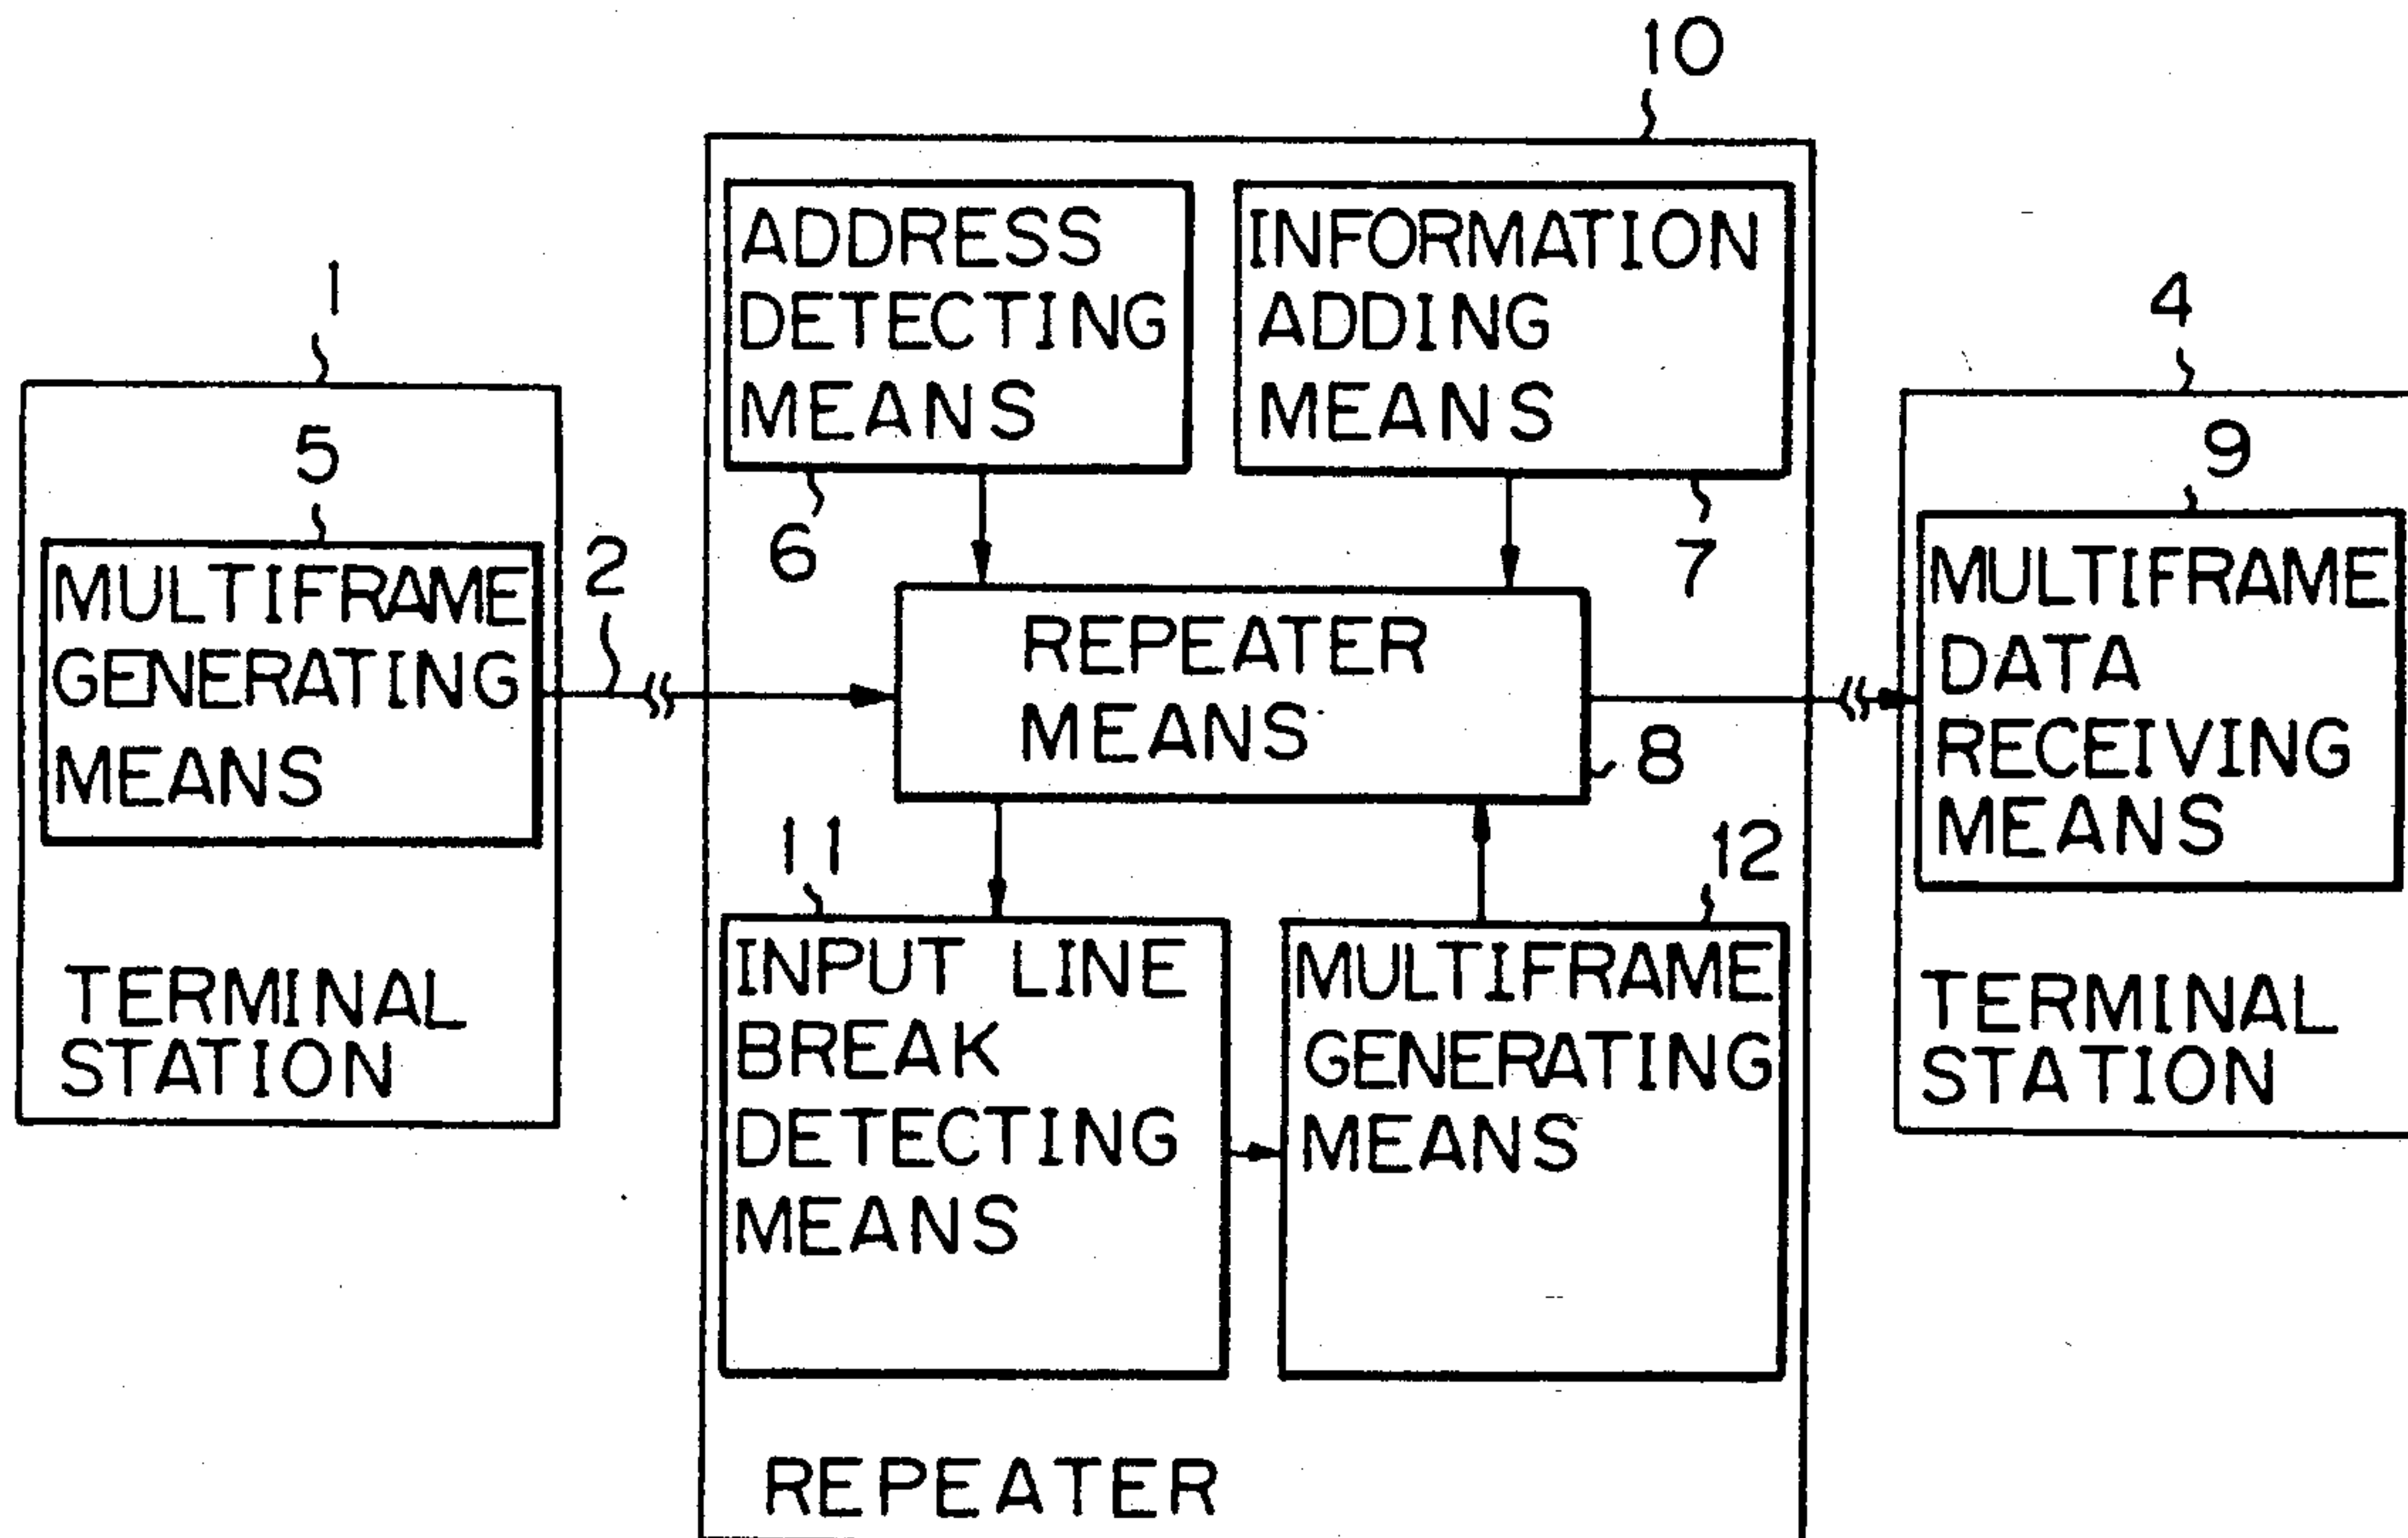 10
ADDRESS
DETECTING
MEANS
6
INFORMATION
ADDING
MEANS
7
1
5
MULTIFRAME
GENERATING
MEANS
TERMINAL
STATION
2
REPEATER
MEANS
8
11
INPUT LINE
BREAK
DETECTING
MEANS
12
MULTIFRAME
GENERATING
MEANS
REPEATER
4
9
MULTIFRAME
DATA
RECEIVING
MEANS
TERMINAL
STATION